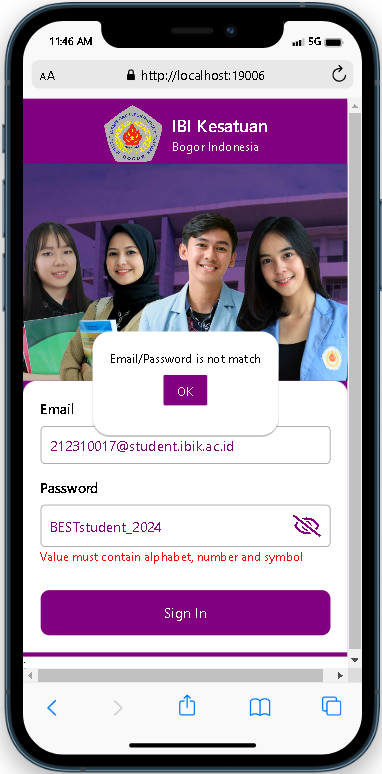 11:46 AM
5G
AA
http://localhost:19006
IBI Kesatuan
Bogor Indonesia
BOGOR
Email/Password is not match
OK
Email
212310017@student.ibik.ac.id
Password
BESTstudent_2024
Value must contain alphabet, number and symbol
Sign In